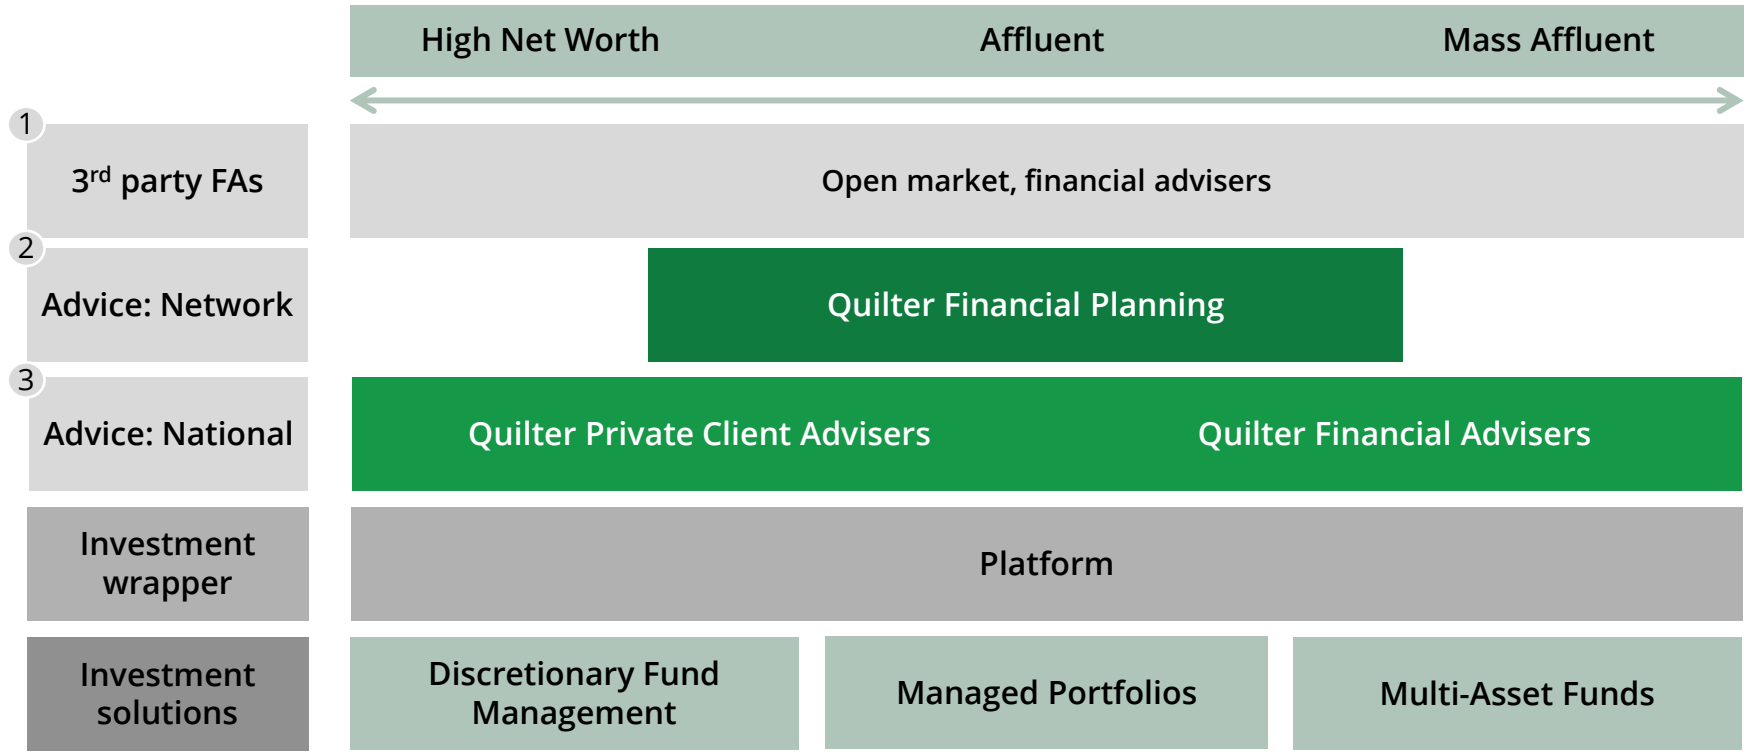 High Net Worth Affluent Mass Affluent
1
3rd party FAs
Open market, financial advisers
2
Advice: Network
Quilter Financial Planning
3
Advice: National
Quilter Private Client Advisers
Quilter Financial Advisers
Investment
wrapper
Platform
Investment
solutions
Discretionary Fund
Management
Managed Portfolios
Multi-Asset Funds